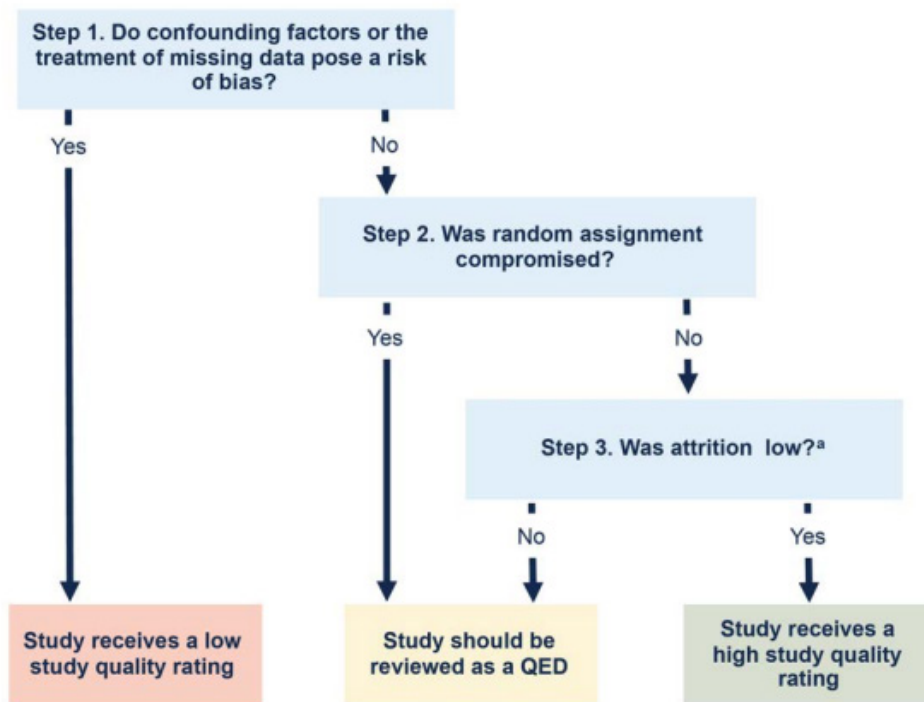 Step 1. Do confounding factors or the
treatment of missing data pose a risk
of bias?
Yes
No
Step 2. Was random assignment
compromised?
Yes
No
Step 3. Was attrition low?ᵃ
No
Yes
Study receives a low
study quality rating
Study should be
reviewed as a QED
Study receives a
high study quality
rating